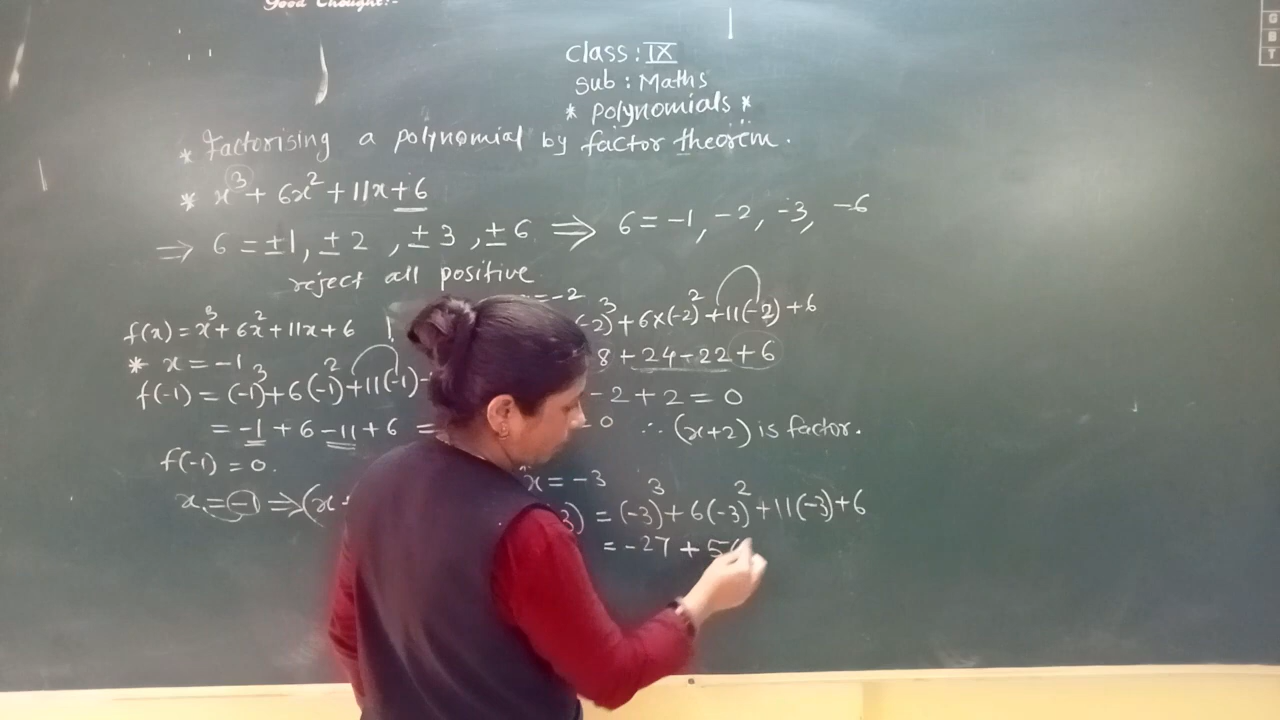 Good Thought:-
G
B
T
Class : IX
Sub : Maths
* Polynomials *
* Factorising a polynomial by factor theorem.
* x³ + 6x² + 11x + 6
⇒ 6 = ±1, ±2, ±3, ±6 ⇒ 6 = -1, -2, -3, -6
reject all positive
f(x) = x³ + 6x² + 11x + 6
* x = -1
f(-1) = (-1)³ + 6(-1)² + 11(-1)
= -1 + 6 - 11 + 6 =
f(-1) = 0.
x = -1 ⇒ (x
= -2
-2)³ + 6×(-2)² + 11(-2) + 6
8 + 24 - 22 + 6
-2 + 2 = 0
= 0 ∴ (x+2) is factor.
x = -3
3) = (-3)³ + 6(-3)² + 11(-3) + 6
= -27 + 5